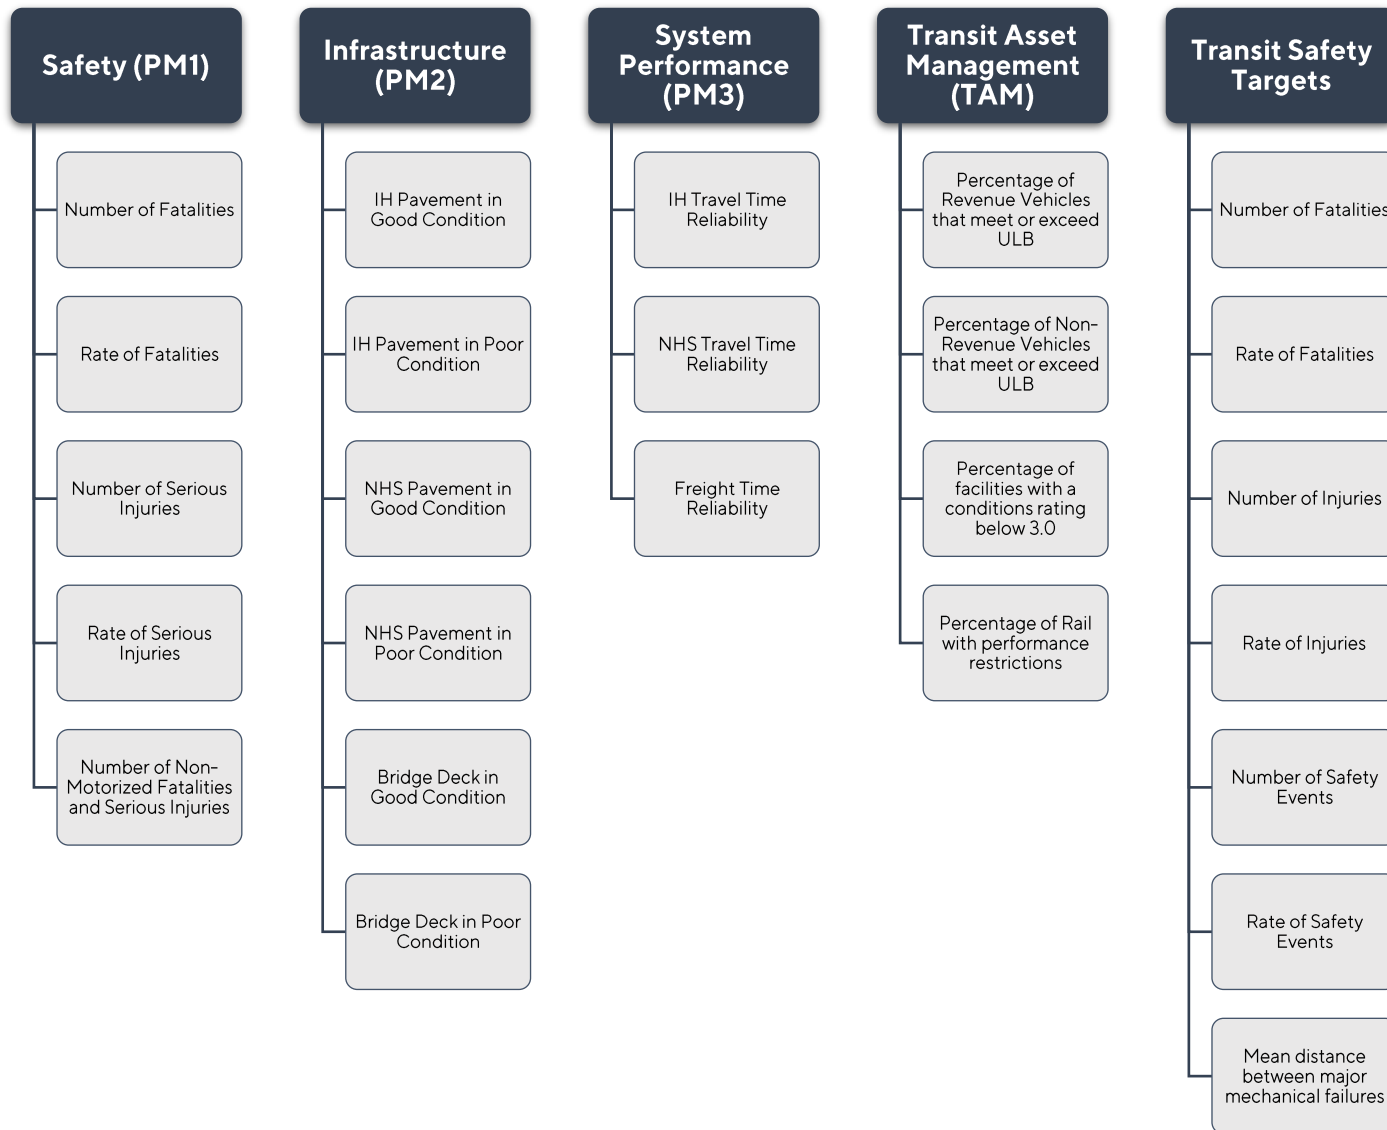 Safety (PM1)
Number of Fatalities
Rate of Fatalities
Number of Serious
Injuries
Rate of Serious
Injuries
Number of Non-
Motorized Fatalities
and Serious Injuries
Infrastructure
(PM2)
IH Pavement in
Good Condition
IH Pavement in Poor
Condition
NHS Pavement in
Good Condition
NHS Pavement in
Poor Condition
Bridge Deck in
Good Condition
Bridge Deck in Poor
Condition
System
Performance
(PM3)
IH Travel Time
Reliability
NHS Travel Time
Reliability
Freight Time
Reliability
Transit Asset
Management
(TAM)
Percentage of
Revenue Vehicles
that meet or exceed
ULB
Percentage of Non-
Revenue Vehicles
that meet or exceed
ULB
Percentage of
facilities with a
conditions rating
below 3.0
Percentage of Rail
with performance
restrictions
Transit Safety
Targets
Number of Fatalities
Rate of Fatalities
Number of Injuries
Rate of Injuries
Number of Safety
Events
Rate of Safety
Events
Mean distance
between major
mechanical failures